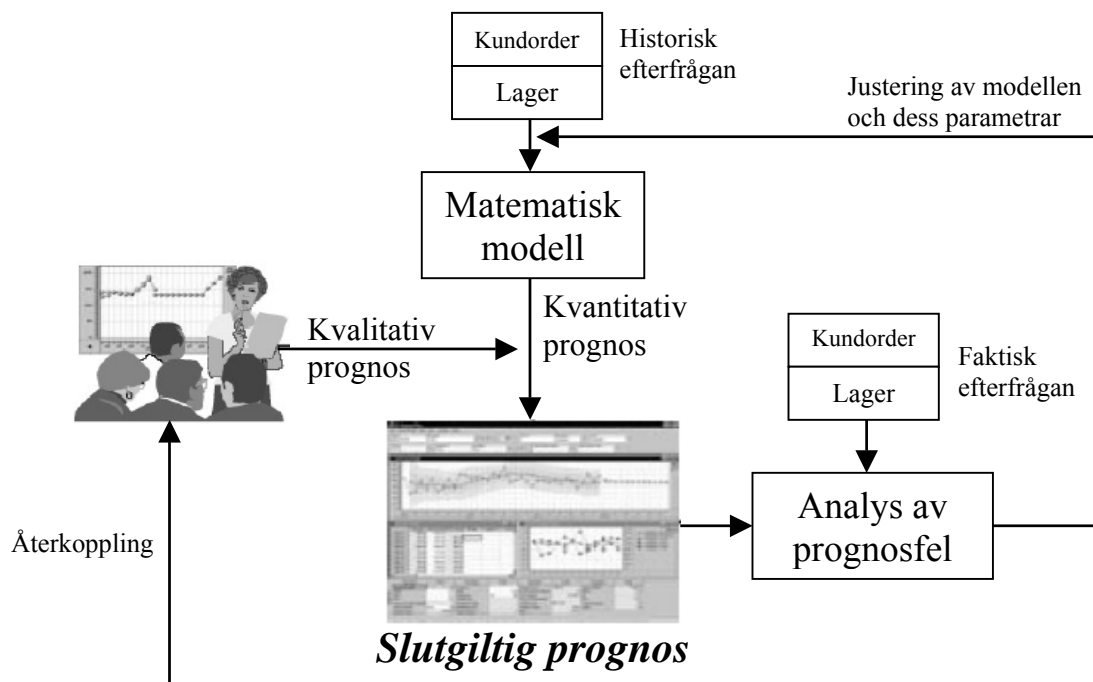 Kundorder
Lager
Historisk
efterfrågan
Justering av modellen
och dess parametrar
Matematisk
modell
Kvalitativ
prognos
Kvantitativ
prognos
Kundorder
Lager
Faktisk
efterfrågan
Analys av
prognosfel
Återkoppling
Slutgiltig prognos